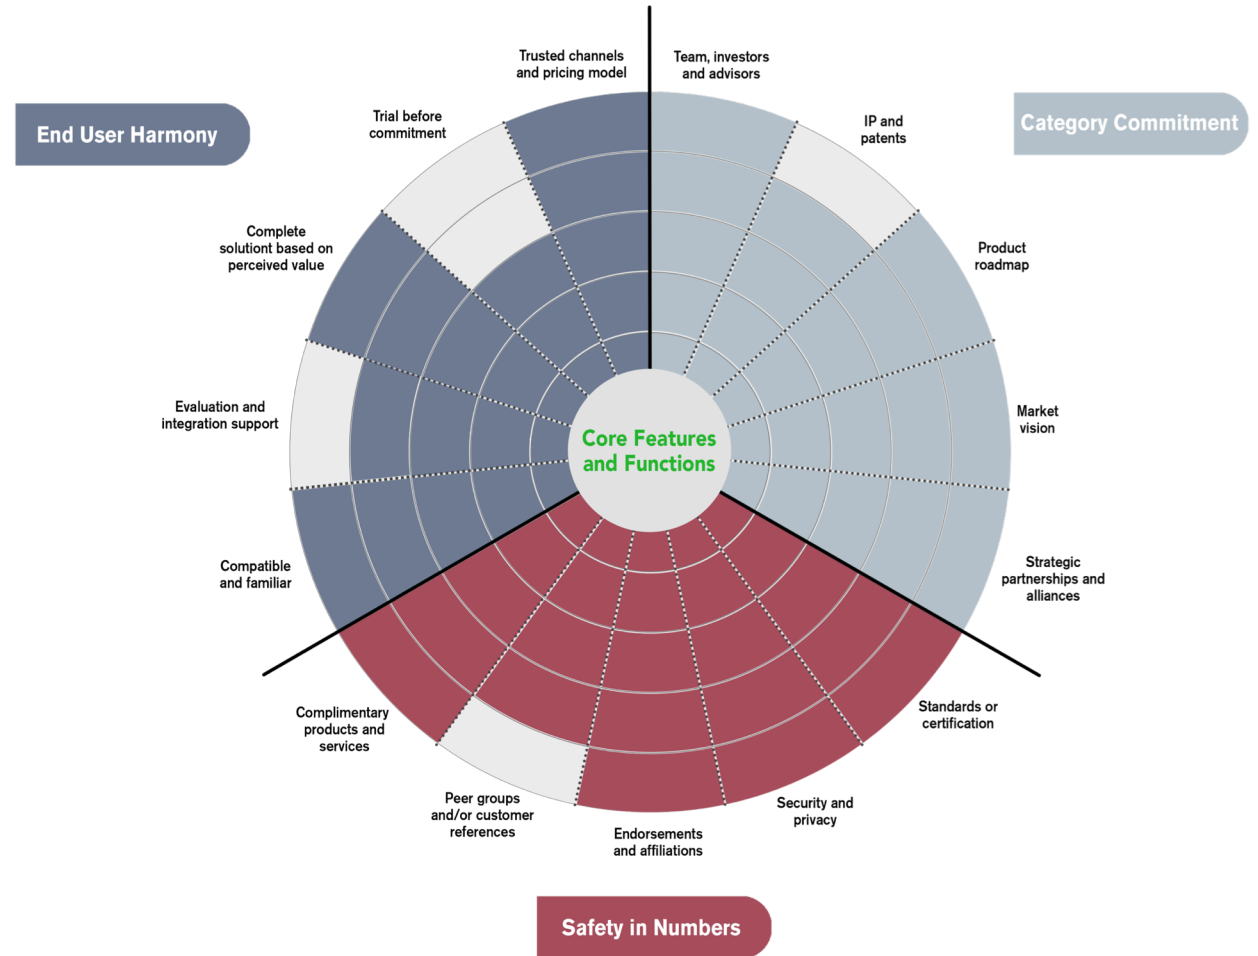 Trusted channels
and pricing model
Team, investors
and advisors
End User Harmony
Trial before
commitment
IP and
patents
Category Commitment
Complete
solutiont based on
perceived value
Product
roadmap
Evaluation and
integration support
Core Features
and Functions
Market
vision
Compatible
and familiar
Strategic
partnerships and
alliances
Complimentary
products and
services
Standards or
certification
Peer groups
and/or customer
references
Security and
privacy
Endorsements
and affiliations
Safety in Numbers